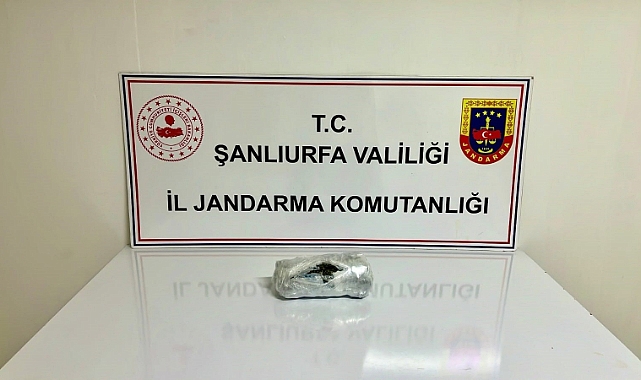 T.C.
ŞANLIURFA VALİLİĞİ
İL JANDARMA KOMUTANLIĞI
JANDARMA